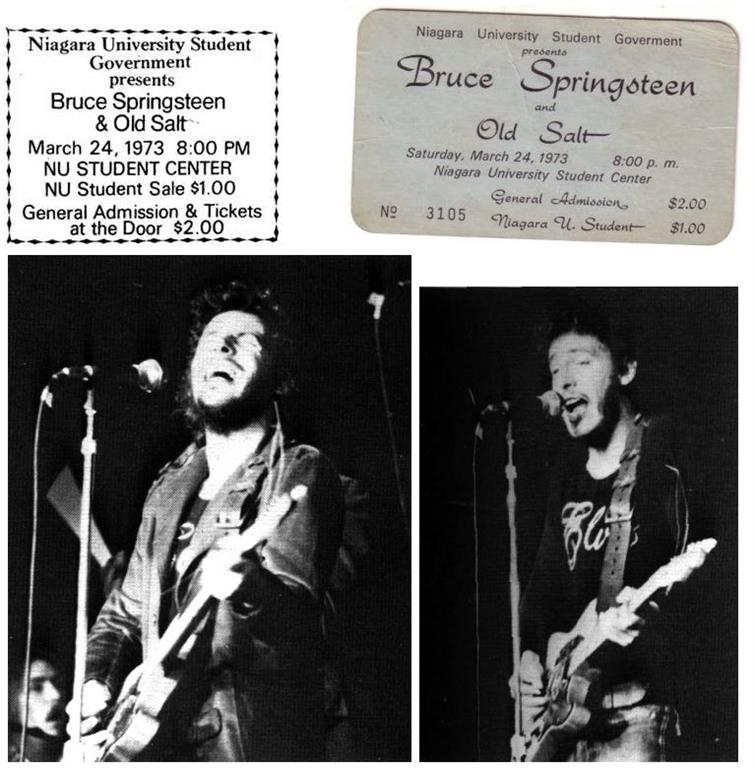 Niagara University Student
Government
presents
Bruce Springsteen
& Old Salt
March 24, 1973 8:00 PM
NU STUDENT CENTER
NU Student Sale $1.00
General Admission & Tickets
at the Door $2.00
Niagara University Student Goverment
presents
Bruce Springsteen
and
Old Salt
Saturday, March 24, 1973 8:00 p. m.
Niagara University Student Center
General Admission $2.00
Nº 3105
Niagara U. Student $1.00
Elvis